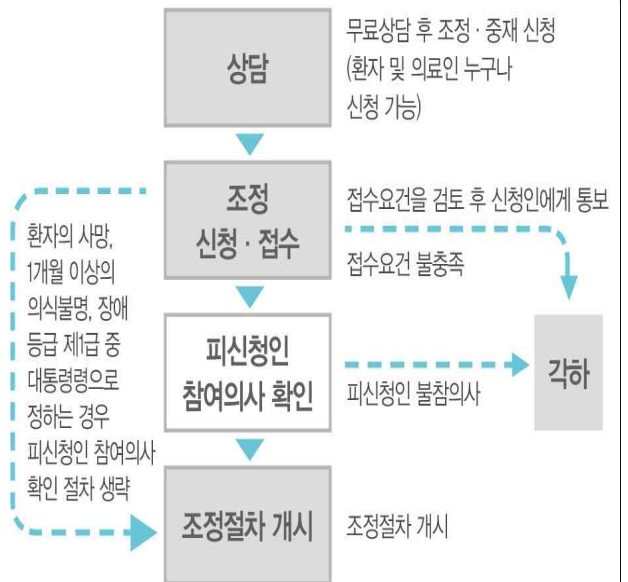 상담
무료상담 후 조정·중재 신청
(환자 및 의료인 누구나
신청 가능)
조정
신청·접수
접수요건을 검토 후 신청인에게 통보
접수요건 불충족
환자의 사망,
1개월 이상의
의식불명, 장애
등급 제1급 중
대통령령으로
정하는 경우
피신청인 참여의사
확인 절차 생략
피신청인
참여의사 확인
피신청인 불참의사
각하
조정절차 개시
조정절차 개시